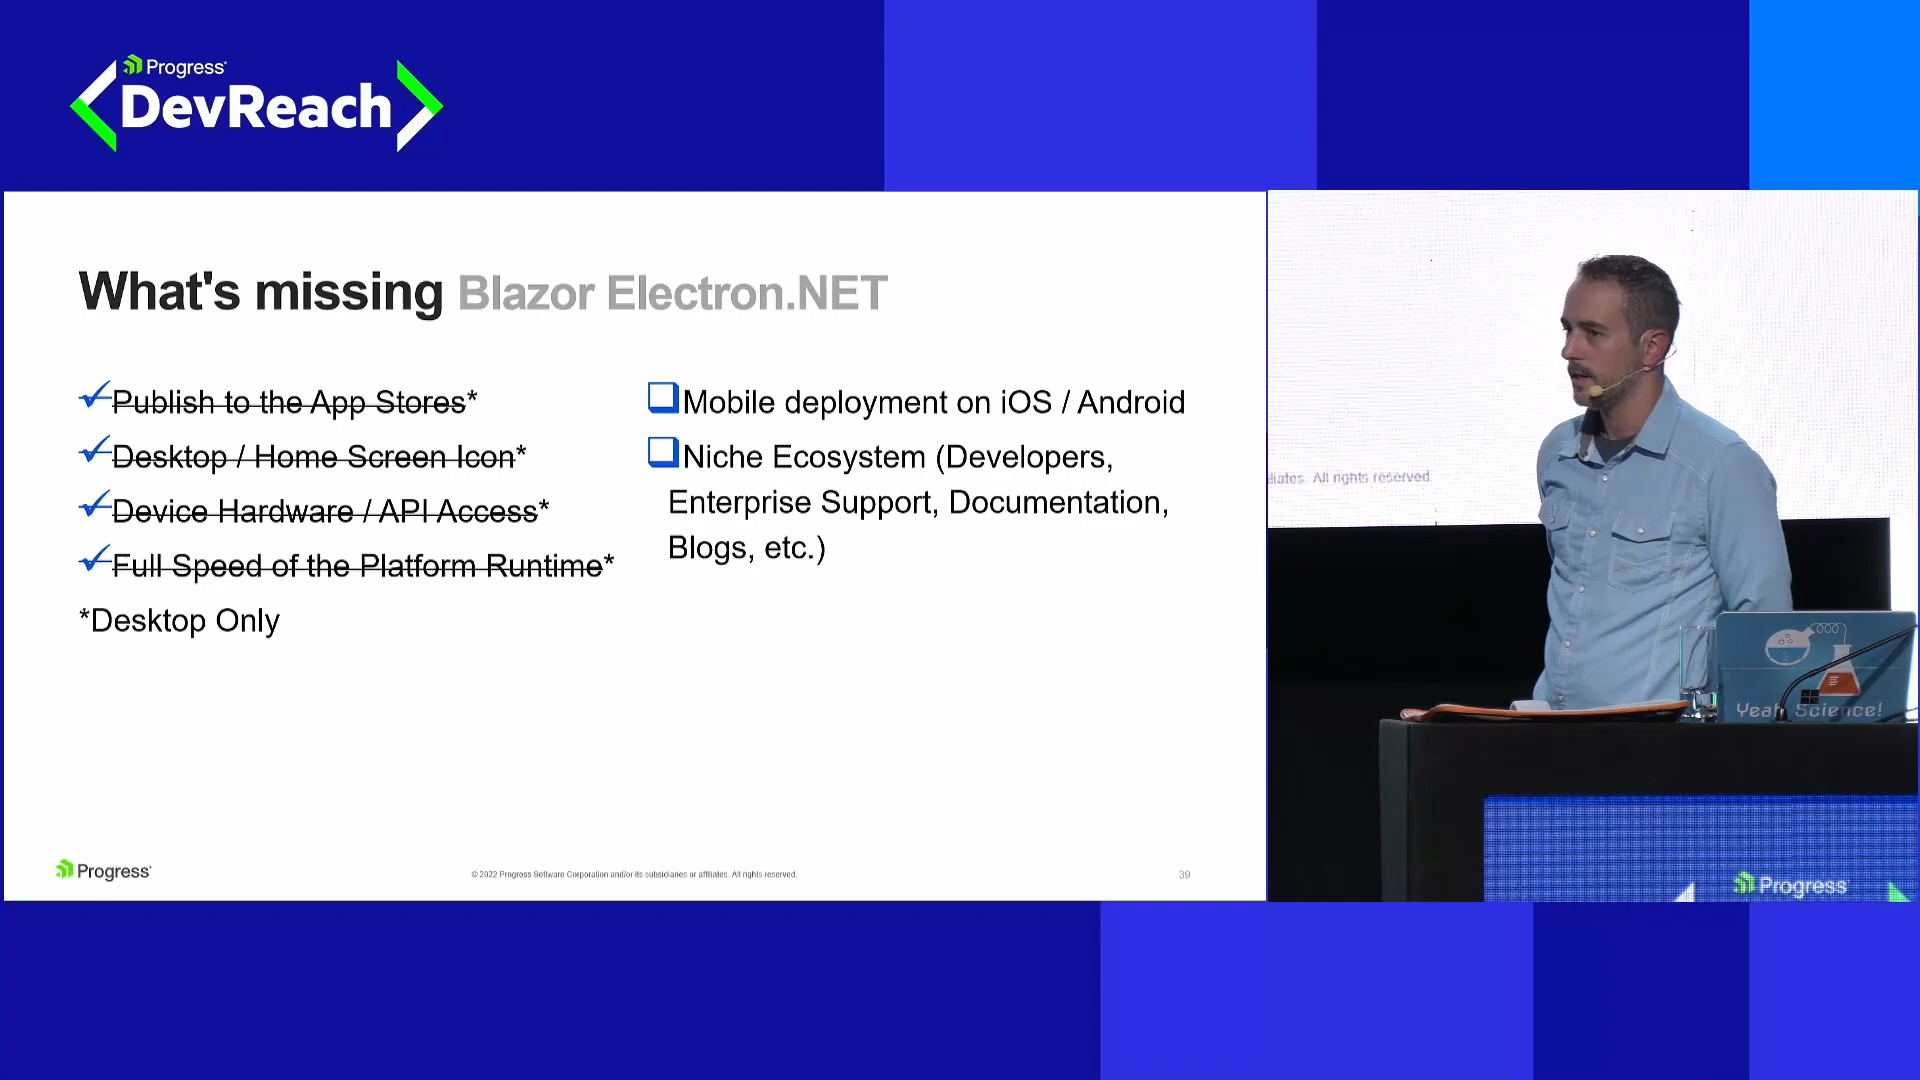 Progress
DevReach
What's missing Blazor Electron.NET
Publish to the App Stores*
Desktop / Home Screen Icon*
Device Hardware / API Access*
Full Speed of the Platform Runtime*
*Desktop Only
Mobile deployment on iOS / Android
Niche Ecosystem (Developers,
Enterprise Support, Documentation,
Blogs, etc.)
Progress
© 2022 Progress Software Corporation and/or its subsidiaries or affiliates. All rights reserved.
39
All rights reserved.
Yeah Science!
Progress